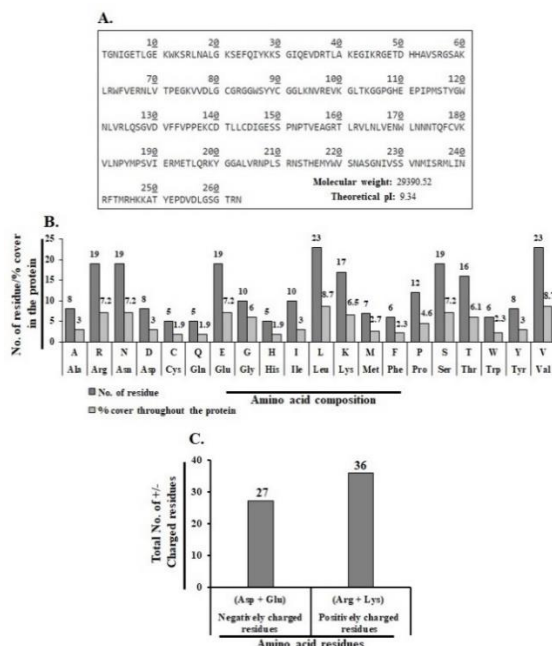 A.
10 20 30 40 50 60
TGNIGETLGE KWKSRLNALG KSEFQIYKKS GIQEVDRTLA KEGIKRGETD HHAVSRGSAK
70 80 90 100 110 120
LRWFVERNLV TPEGKVVDLG CGRGGWSYYC GGLKNVREVK GLTKGGPGHE EPIPMSTYGW
130 140 150 160 170 180
NLVRLQSGVD VFFVPPEKCD TLLCDIGESS PNPTVEAGRT LRVLNLVENW LNNNTQFCVK
190 200 210 220 230 240
VLNPYMPSVI ERMETLQRKY GGALVRNPLS RNSTHEMYWV SNASGNIVSS VNMISRMLIN
250 260
RFTMRHKKAT YEPDVDLGSG TRN
Molecular weight: 29390.52
Theoretical pI: 9.34
B.
No. of residue/% cover
in the protein
25
20
15
10
5
0
8 3 19 7.2 19 7.2 8 3 5 1.9 5 1.9 19 7.2 10 6 5 1.9 10 3 23 8.7 17 6.5 7 2.7 6 2.3 12 4.6 19 7.2 16 6.1 6 2.3 8 3 23 8.7
A R N D C Q E G H I L K M F P S T W Y V
Ala Arg Asn Asp Cys Gln Glu Gly His Ile Leu Lys Met Phe Pro Ser Thr Trp Tyr Val
No. of residue
% cover throughout the protein
Amino acid composition
C.
Total No. of +/-
Charged residues
40
30
20
10
0
27 36
(Asp + Glu) (Arg + Lys)
Negatively charged Positively charged
residues residues
Amino acid residues